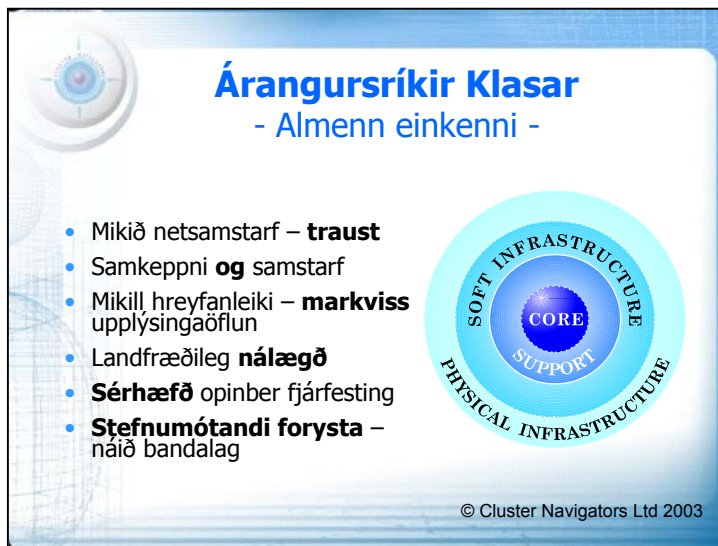 Árangursríkir Klasar
- Almenn einkenni -
• Mikið netsamstarf – traust
• Samkeppni og samstarf
• Mikill hreyfanleiki – markviss
upplýsingaöflun
• Landfræðileg nálægð
• Sérhæfð opinber fjárfesting
• Stefnumótandi forysta –
náið bandalag
SOFT INFRASTRUCTURE
CORE
SUPPORT
PHYSICAL INFRASTRUCTURE
© Cluster Navigators Ltd 2003